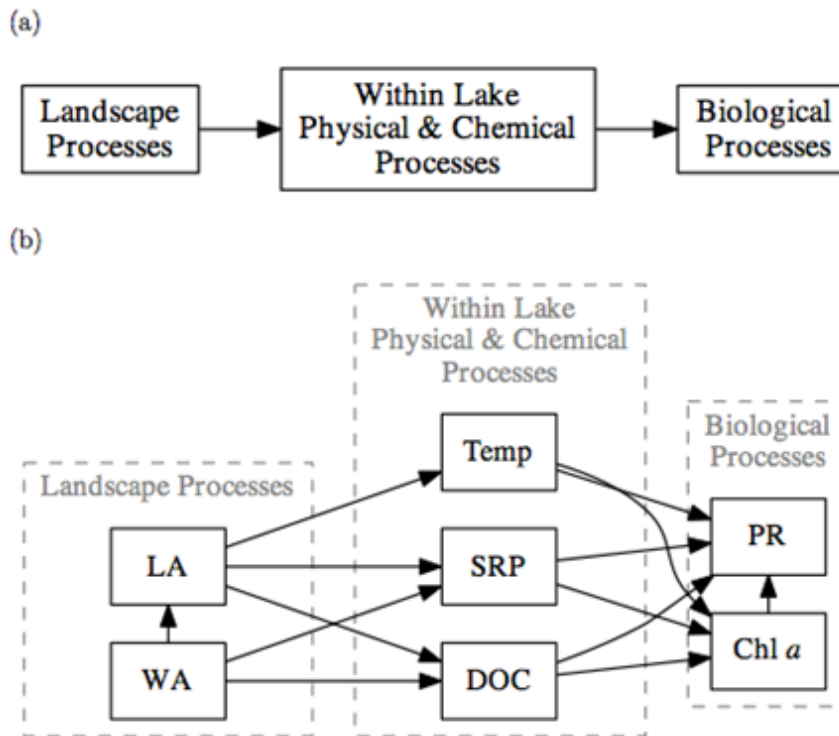 (a)
Landscape
Processes
Within Lake
Physical & Chemical
Processes
Biological
Processes
(b)
Within Lake
Physical & Chemical
Processes
Biological
Processes
Landscape Processes
Temp
LA
SRP
PR
WA
DOC
Chl a